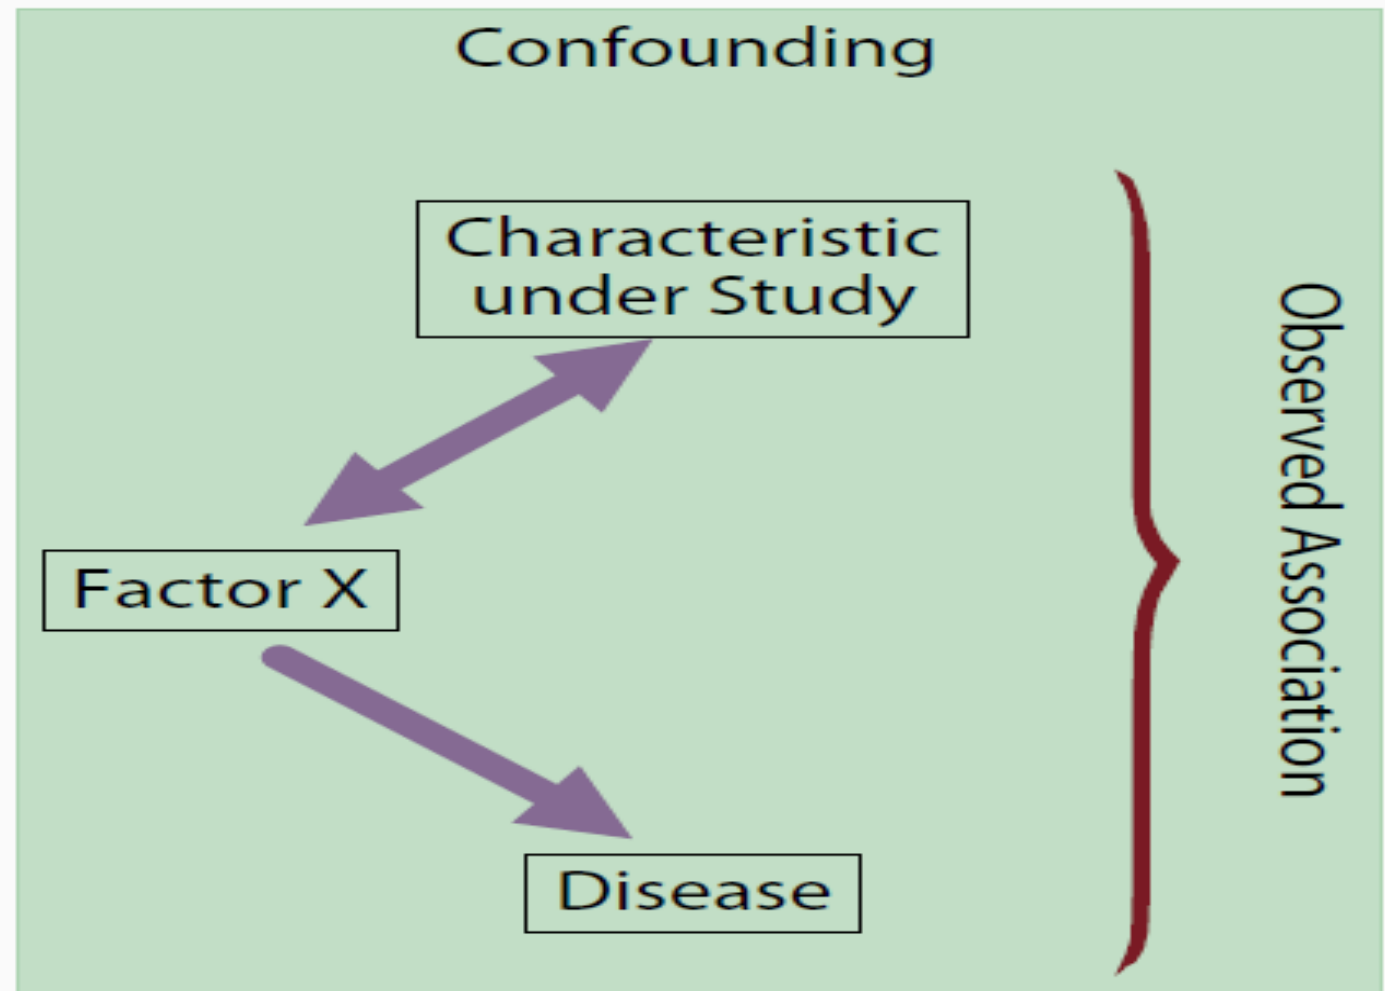 Confounding
Characteristic
under Study
Observed Association
Factor X
Disease